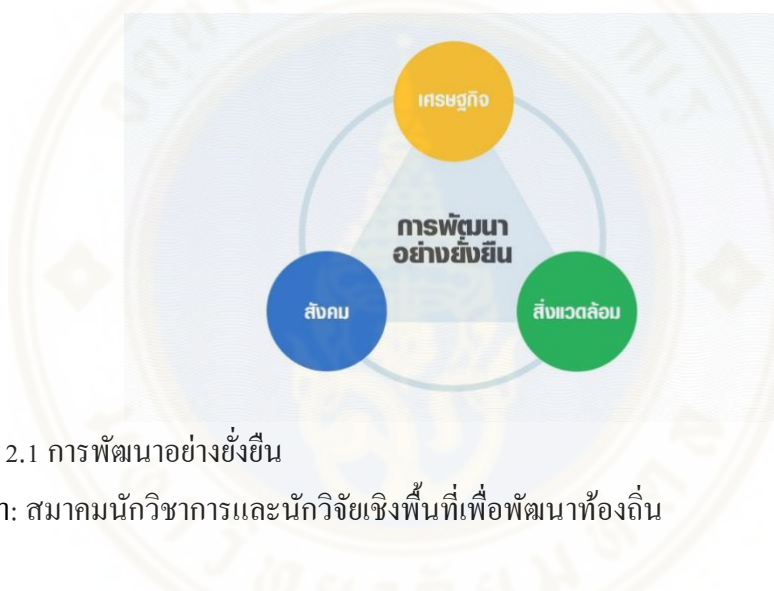 เศรษฐกิจ
การพัฒนา
อย่างยั่งยืน
สังคม
สิ่งแวดล้อม
2.1 การพัฒนาอย่างยั่งยืน
: สมาคมนักวิชาการและนักวิจัยเชิงพื้นที่เพื่อพัฒนาท้องถิ่น